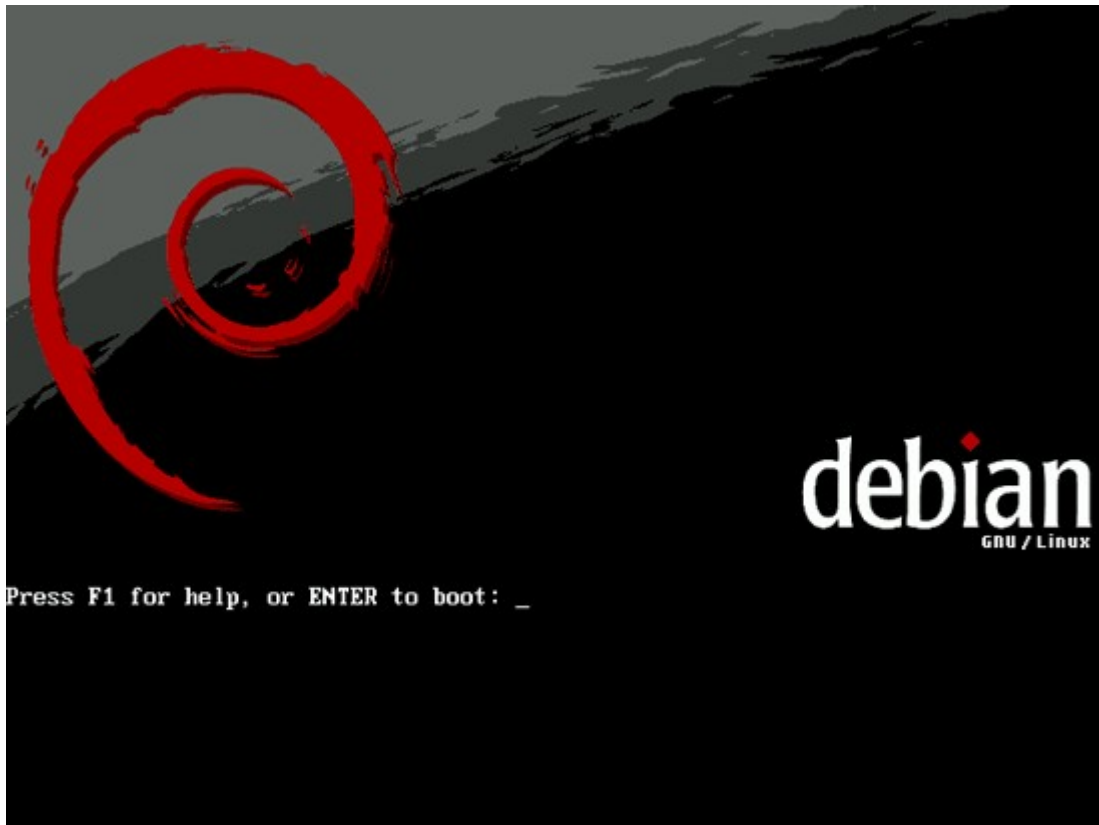 debian
GNU/Linux
Press F1 for help, or ENTER to boot: _